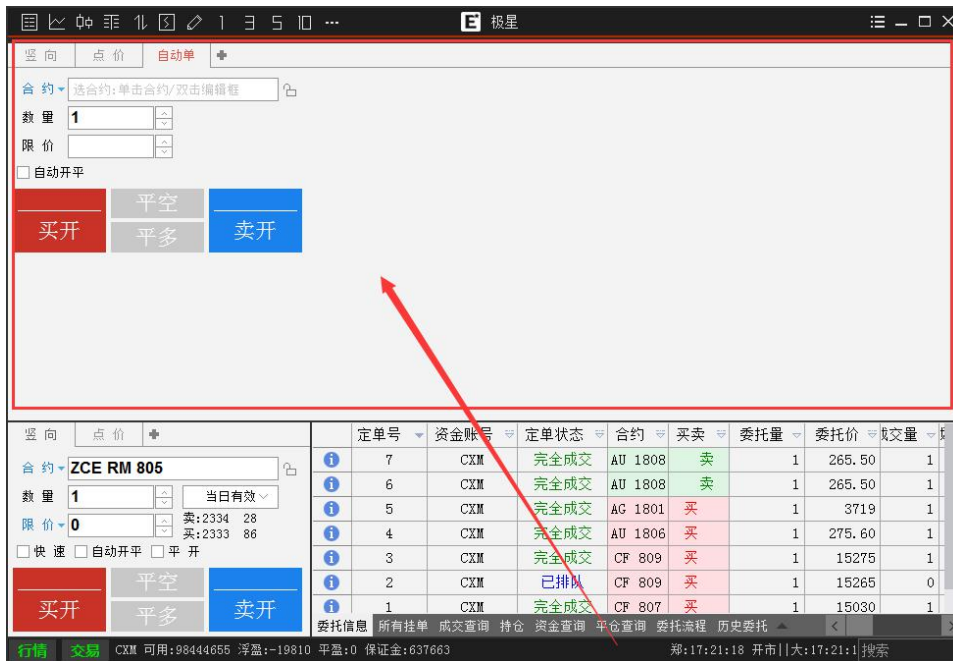 1 3 5 10 ··· E 极星
竖 向 点 价 自动单
合 约 选合约:单击合约/双击编辑框
数 量 1
限 价
自动开平
买开 平空 平多 卖开
竖 向 点 价
合 约 ZCE RM 805
数 量 1 当日有效
限 价 0 卖:2334 28
买:2333 86
快 速 自动开平 平 开
买开 平空 平多 卖开
定单号 资金账号 定单状态 合约 买卖 委托量 委托价 成交量
7 CXM 完全成交 AU 1808 卖 1 265.50 1
6 CXM 完全成交 AU 1808 卖 1 265.50 1
5 CXM 完全成交 AG 1801 买 1 3719 1
4 CXM 完全成交 AU 1806 买 1 275.60 1
3 CXM 完全成交 CF 809 买 1 15275 1
2 CXM 已排队 CF 809 买 1 15265 0
1 CXM 完全成交 CF 807 买 1 15030 1
委托信息 所有挂单 成交查询 持仓 资金查询 平仓查询 委托流程 历史委托
行情 交易 CXM 可用:98444655 浮盈:-19810 平盈:0 保证金:637663 郑:17:21:18 开市||大:17:21:1 搜索